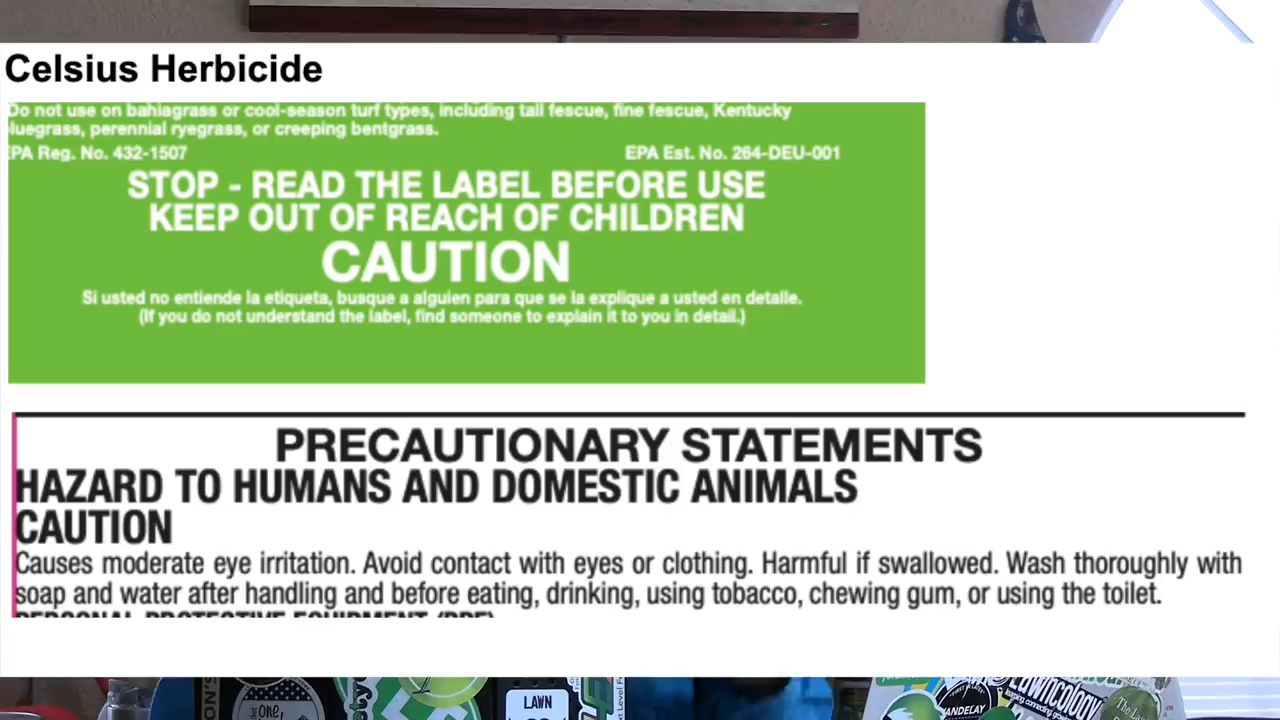 Celsius Herbicide
Do not use on bahiagrass or cool-season turf types, including tall fescue, fine fescue, Kentucky
luegrass, perennial ryegrass, or creeping bentgrass.
EPA Reg. No. 432-1507 EPA Est. No. 264-DEU-001
STOP - READ THE LABEL BEFORE USE
KEEP OUT OF REACH OF CHILDREN
CAUTION
Si usted no entiende la etiqueta, busque a alguien para que se la explique a usted en detalle.
(If you do not understand the label, find someone to explain it to you in detail.)
PRECAUTIONARY STATEMENTS
HAZARD TO HUMANS AND DOMESTIC ANIMALS
CAUTION
Causes moderate eye irritation. Avoid contact with eyes or clothing. Harmful if swallowed. Wash thoroughly with
soap and water after handling and before eating, drinking, using tobacco, chewing gum, or using the toilet.
PERSONAL PROTECTIVE EQUIPMENT (PPE)
LAWN
one